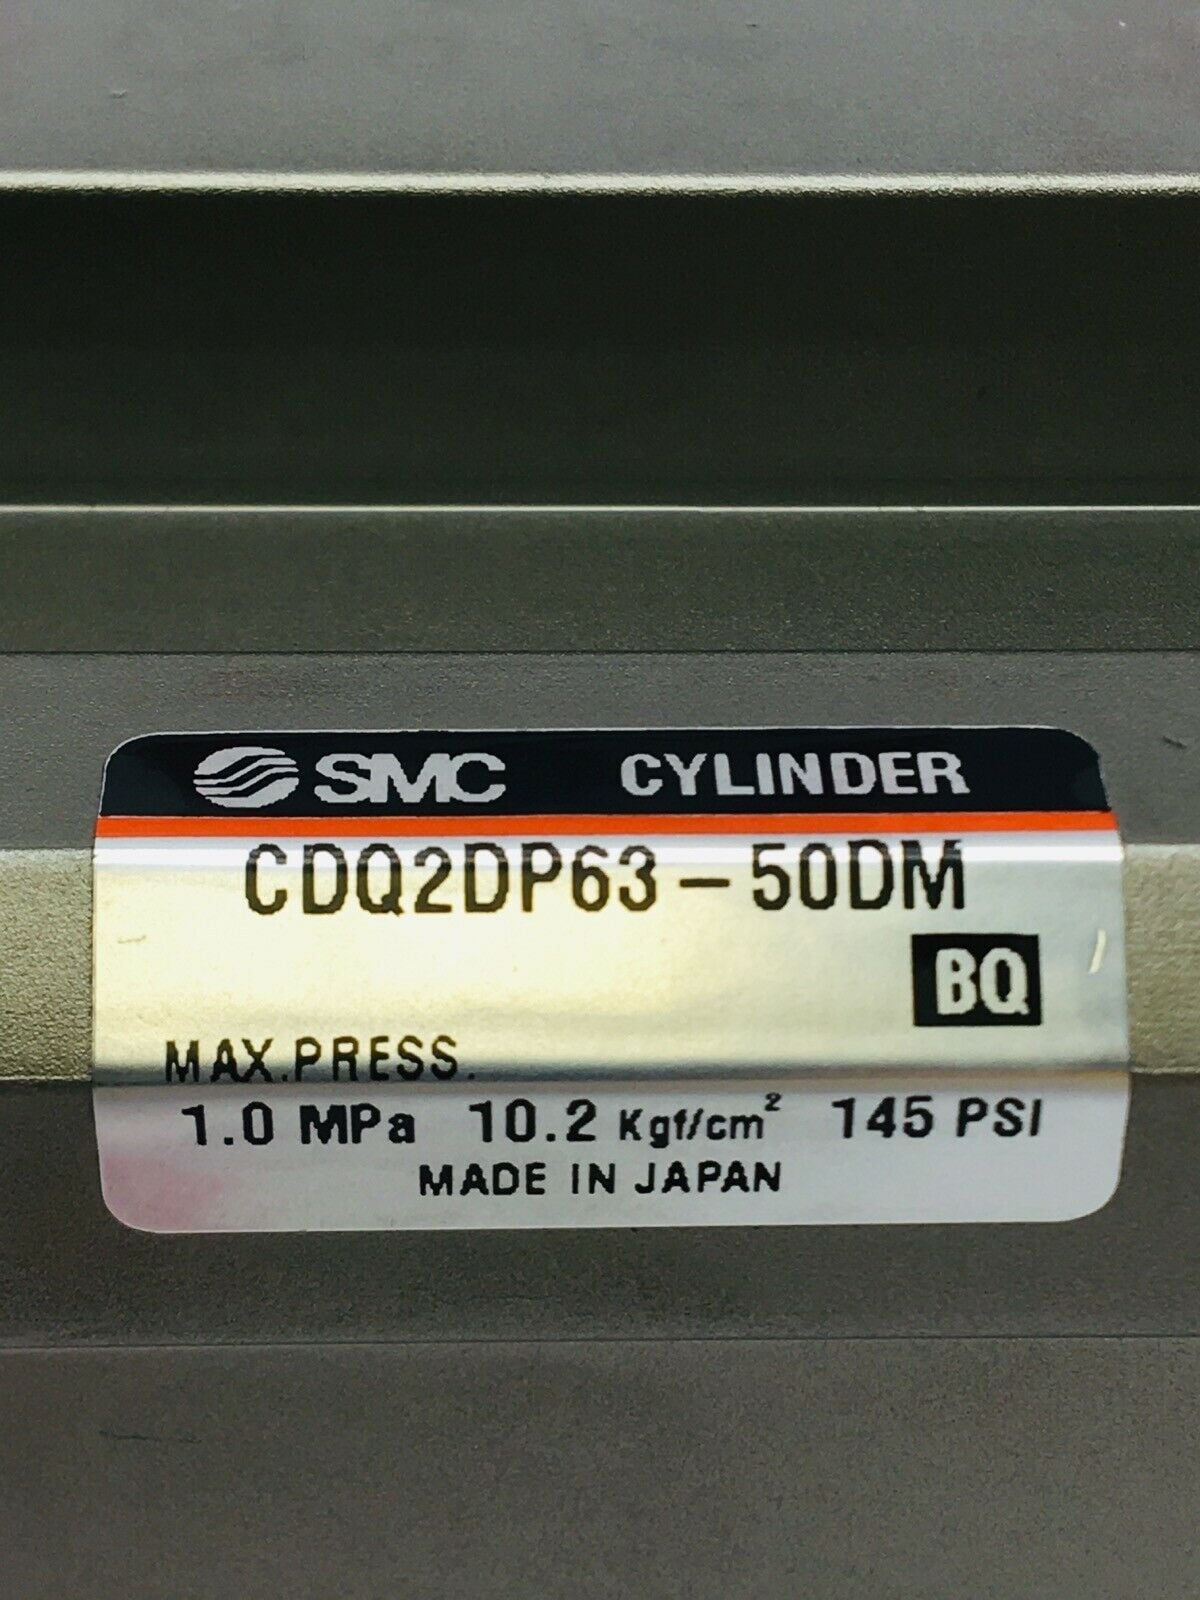 SMC CYLINDER
CDQ2DP63-50DM
BQ
MAX.PRESS.
1.0 MPa 10.2 Kgf/cm² 145 PSI
MADE IN JAPAN